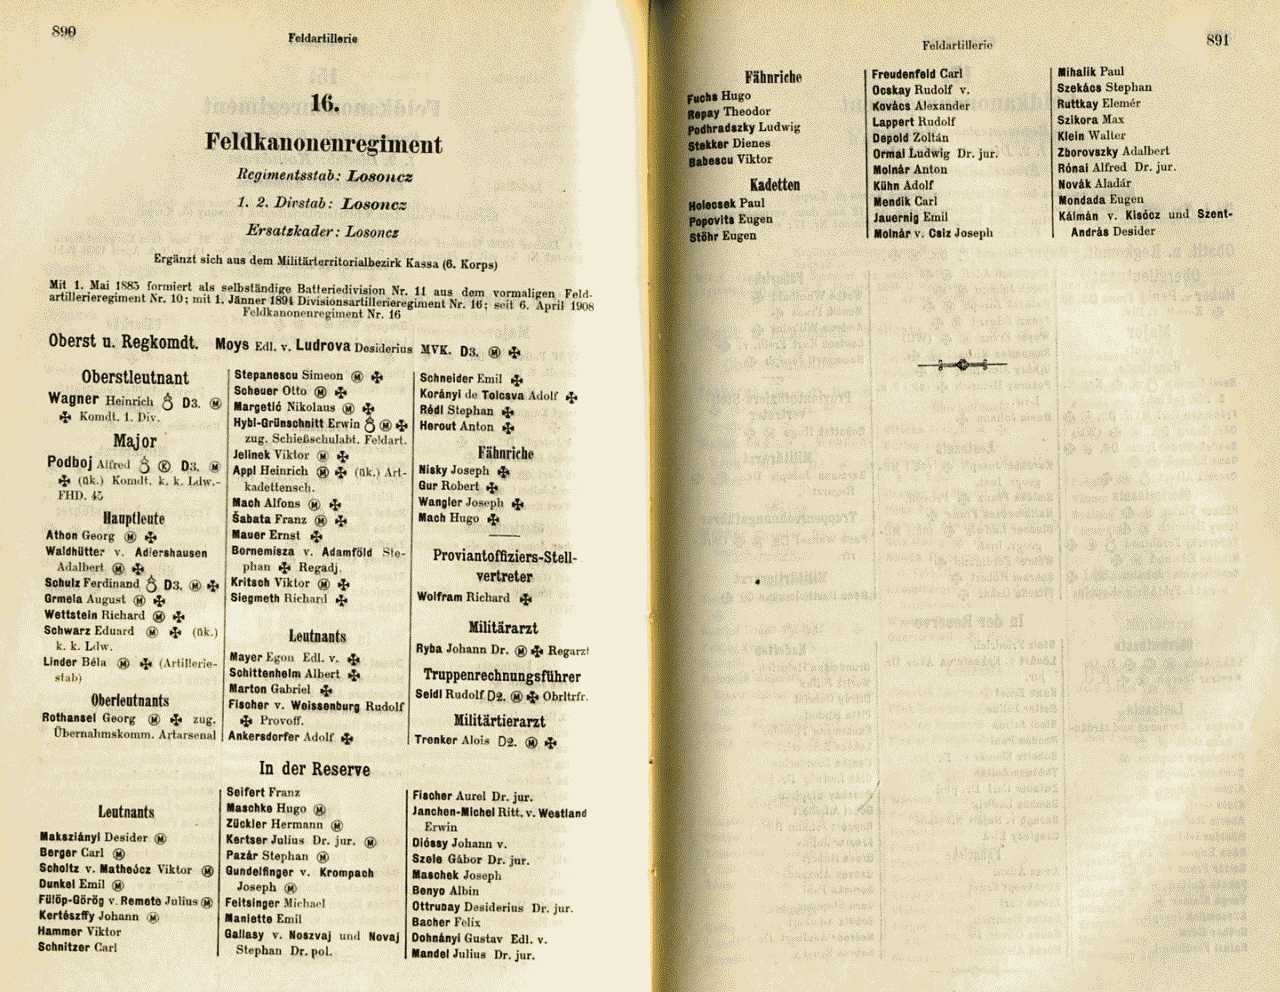 890
Feldartillerie
16.
Feldkanonenregiment
Regimentsstab: Losoncz
1. 2. Divstab: Losoncz
Ersatzkader: Losoncz
Ergänzt sich aus dem Militärterritorialbezirk Kassa (6. Korps)
Mit 1. Mai 1885 formiert als selbständige Batteriedivision Nr. 11 aus dem vormaligen Feld-
artillerieregiment Nr. 10; mit 1. Jänner 1894 Divisionsartillerieregiment Nr. 16; seit 6. April 1908
Feldkanonenregiment Nr. 16
Oberst u. Regkomdt. Moys Edl. v. Ludrova Desiderius MVK. D3. Ⓜ ✠
Oberstleutnant
Wagner Heinrich D3. Ⓜ
✠ Komdt. 1. Div.
Major
Podboj Alfred Ⓚ D3. Ⓜ
✠ (ük.) Komdt. k. k. Ldw.-
FHD. 45
Hauptleute
Athon Georg Ⓜ ✠
Waldhütter v. Adlershausen
Adalbert Ⓜ ✠
Schulz Ferdinand D3. Ⓜ ✠
Grmela August Ⓜ ✠
Wettstein Richard Ⓜ ✠
Schwarz Eduard Ⓜ ✠ (ük.)
k. k. Ldw.
Linder Béla Ⓜ ✠ (Artillerie-
stab)
Oberleutnants
Rothansel Georg Ⓜ ✠ zug.
Übernahmskomm. Artarsenal
Stepanescu Simeon Ⓜ ✠
Scheuer Otto Ⓜ ✠
Margetić Nikolaus Ⓜ ✠
Hybl-Grünschnitt Erwin Ⓜ ✠
zug. Schießschulabt. Feldart.
Jelinek Viktor Ⓜ ✠
Appl Heinrich Ⓜ ✠ (ük.) Art-
kadettensch.
Mach Alfons Ⓜ ✠
Šabata Franz Ⓜ ✠
Mauer Ernst ✠
Bornemisza v. Adamföld Ste-
phan ✠ Regadj.
Kritsch Viktor Ⓜ ✠
Siegmeth Richard ✠
Leutnants
Mayer Egon Edl. v. ✠
Schittenhelm Albert ✠
Marton Gabriel ✠
Fischer v. Weissenburg Rudolf
✠ Provoff.
Ankersdorfer Adolf ✠
Schneider Emil ✠
Korányi de Tolcsva Adolf ✠
Rédl Stephan ✠
Herout Anton ✠
Fähnriche
Nisky Joseph ✠
Gur Robert ✠
Wangler Joseph ✠
Mach Hugo ✠
Proviantoffiziers-Stell-
vertreter
Wolfram Richard ✠
Militärarzt
Ryba Johann Dr. Ⓜ ✠ Regarzt
Truppenrechnungsführer
Seidl Rudolf D2. Ⓜ ✠ Obrltrfr.
Militärtierarzt
Trenker Alois D2. Ⓜ ✠
In der Reserve
Leutnants
Makszíányi Desider Ⓜ
Berger Carl Ⓜ
Scholtz v. Matheócz Viktor Ⓜ
Dunkel Emil Ⓜ
Fülöp-Görög v. Remete Julius Ⓜ
Kertészffy Johann Ⓜ
Hammer Viktor
Schnitzer Carl
Seifert Franz
Maschke Hugo Ⓜ
Zückler Hermann Ⓜ
Kertser Julius Dr. jur. Ⓜ
Pazár Stephan Ⓜ
Gundelfinger v. Krompach
Joseph Ⓜ
Feitsinger Michael
Maniette Emil
Gallasy v. Noszvaj und Novaj
Stephan Dr. pol.
Fischer Aurel Dr. jur.
Janchen-Michel Ritt. v. Westland
Erwin
Dióssy Johann v.
Szele Gábor Dr. jur.
Maschek Joseph
Benyo Albin
Ottrubay Desiderius Dr. jur.
Bacher Felix
Dohnányi Gustav Edl. v.
Mandel Julius Dr. jur.
Feldartillerie
891
Fähnriche
Fuchs Hugo
Repay Theodor
Podhradszky Ludwig
Stekker Dienes
Babescu Viktor
Kadetten
Holecsek Paul
Popovits Eugen
Stöhr Eugen
Freudenfeld Carl
Ocskay Rudolf v.
Kovács Alexander
Lappert Rudolf
Depold Zoltán
Ormai Ludwig Dr. jur.
Molnár Anton
Kühn Adolf
Mendik Carl
Jauernig Emil
Molnár v. Csiz Joseph
Mihalik Paul
Szekács Stephan
Ruttkay Elemér
Szikora Max
Klein Walter
Zborovszky Adalbert
Rónai Alfred Dr. jur.
Novák Aladár
Mondada Eugen
Kálmán v. Kisócz und Szent-
András Desider